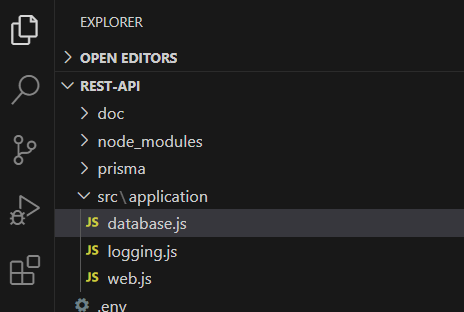 EXPLORER
OPEN EDITORS
REST-API
doc
node_modules
prisma
src\application
JS database.js
JS logging.js
JS web.js
.env